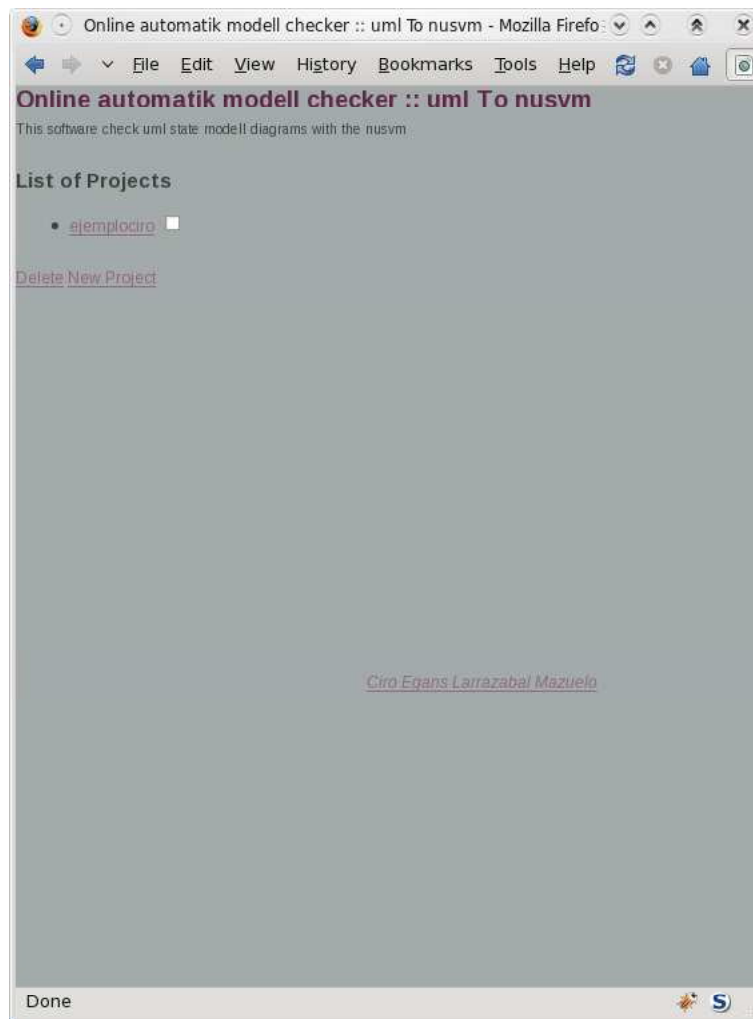 Online automatik modell checker :: uml To nusvm - Mozilla Firefo
File Edit View History Bookmarks Tools Help
Online automatik modell checker :: uml To nusvm
This software check uml state modell diagrams with the nusvm
List of Projects
• ejemplociro
Delete New Project
Ciro Egans Larrazabal Mazuelo
Done S